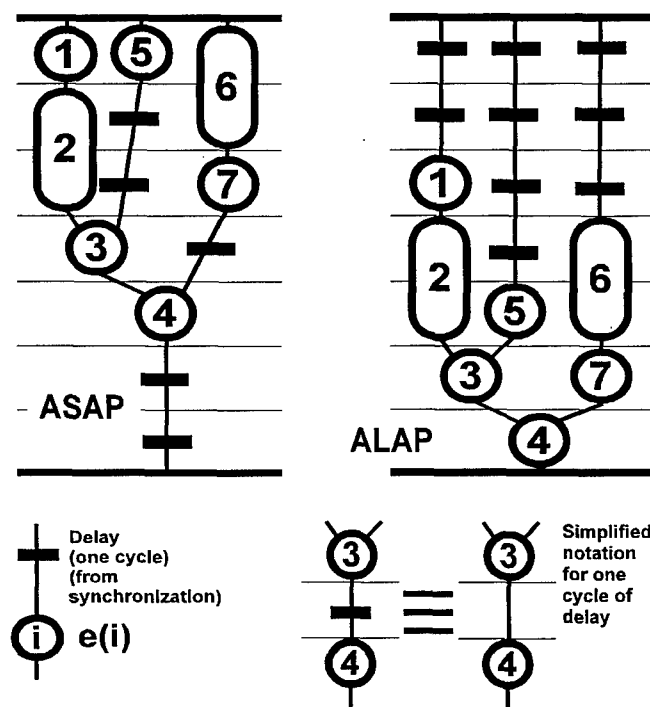 1 5 6
2
7
3
4
ASAP
1
2 6
5
3 7
ALAP 4
Delay
(one cycle)
(from
synchronization)
i e(i)
3 3
4 4
Simplified
notation
for one
cycle of
delay